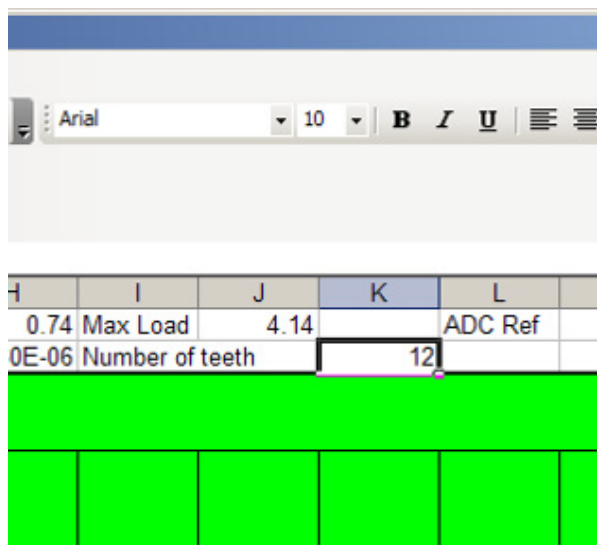 Arial 10 B I U
H I J K L
0.74 Max Load 4.14 ADC Ref
0E-06 Number of teeth 12